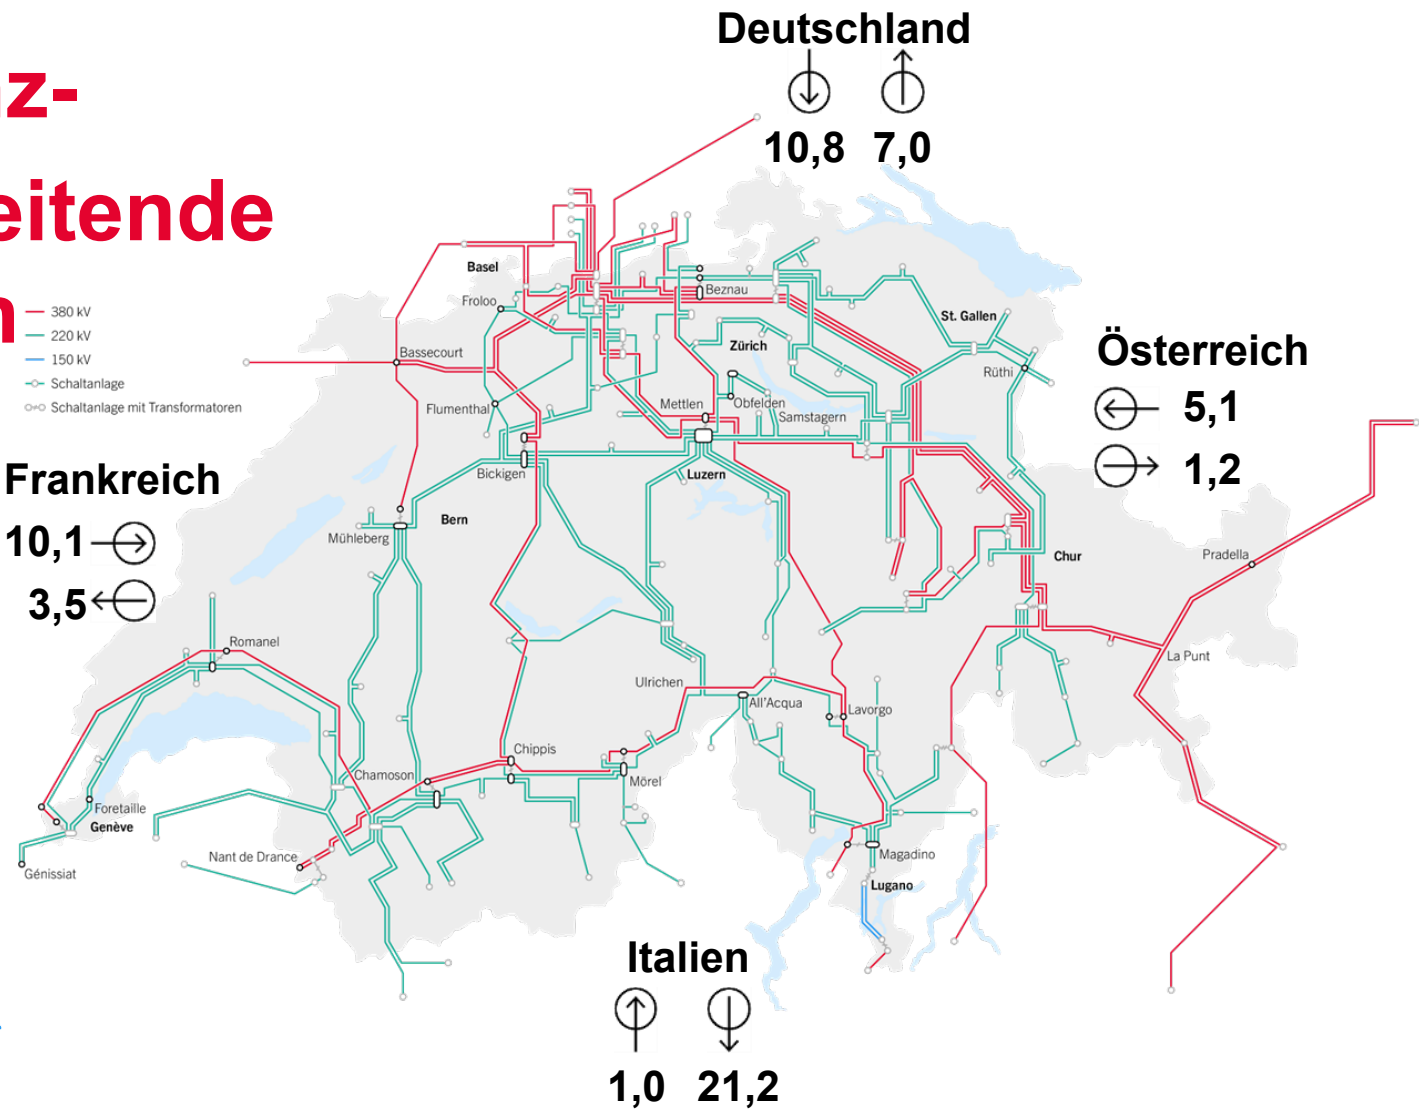 Deutschland
10,8 7,0
z-
eitende
n
380 kV
220 kV
150 kV
Schaltanlage
Schaltanlage mit Transformatoren
Frankreich
10,1
3,5
Österreich
5,1
1,2
Italien
1,0 21,2
Basel
Froloo
Beznau
Bassecourt
Zürich
St. Gallen
Rüthi
Flumenthal
Mettlen
Obfelden
Samstagern
Bickigen
Luzern
Bern
Mühleberg
Chur
Pradella
La Punt
Romanel
Ulrichen
All'Acqua
Lavorgo
Chippis
Chamoson
Mörel
Foretaille
Genève
Génissiat
Nant de Drance
Magadino
Lugano